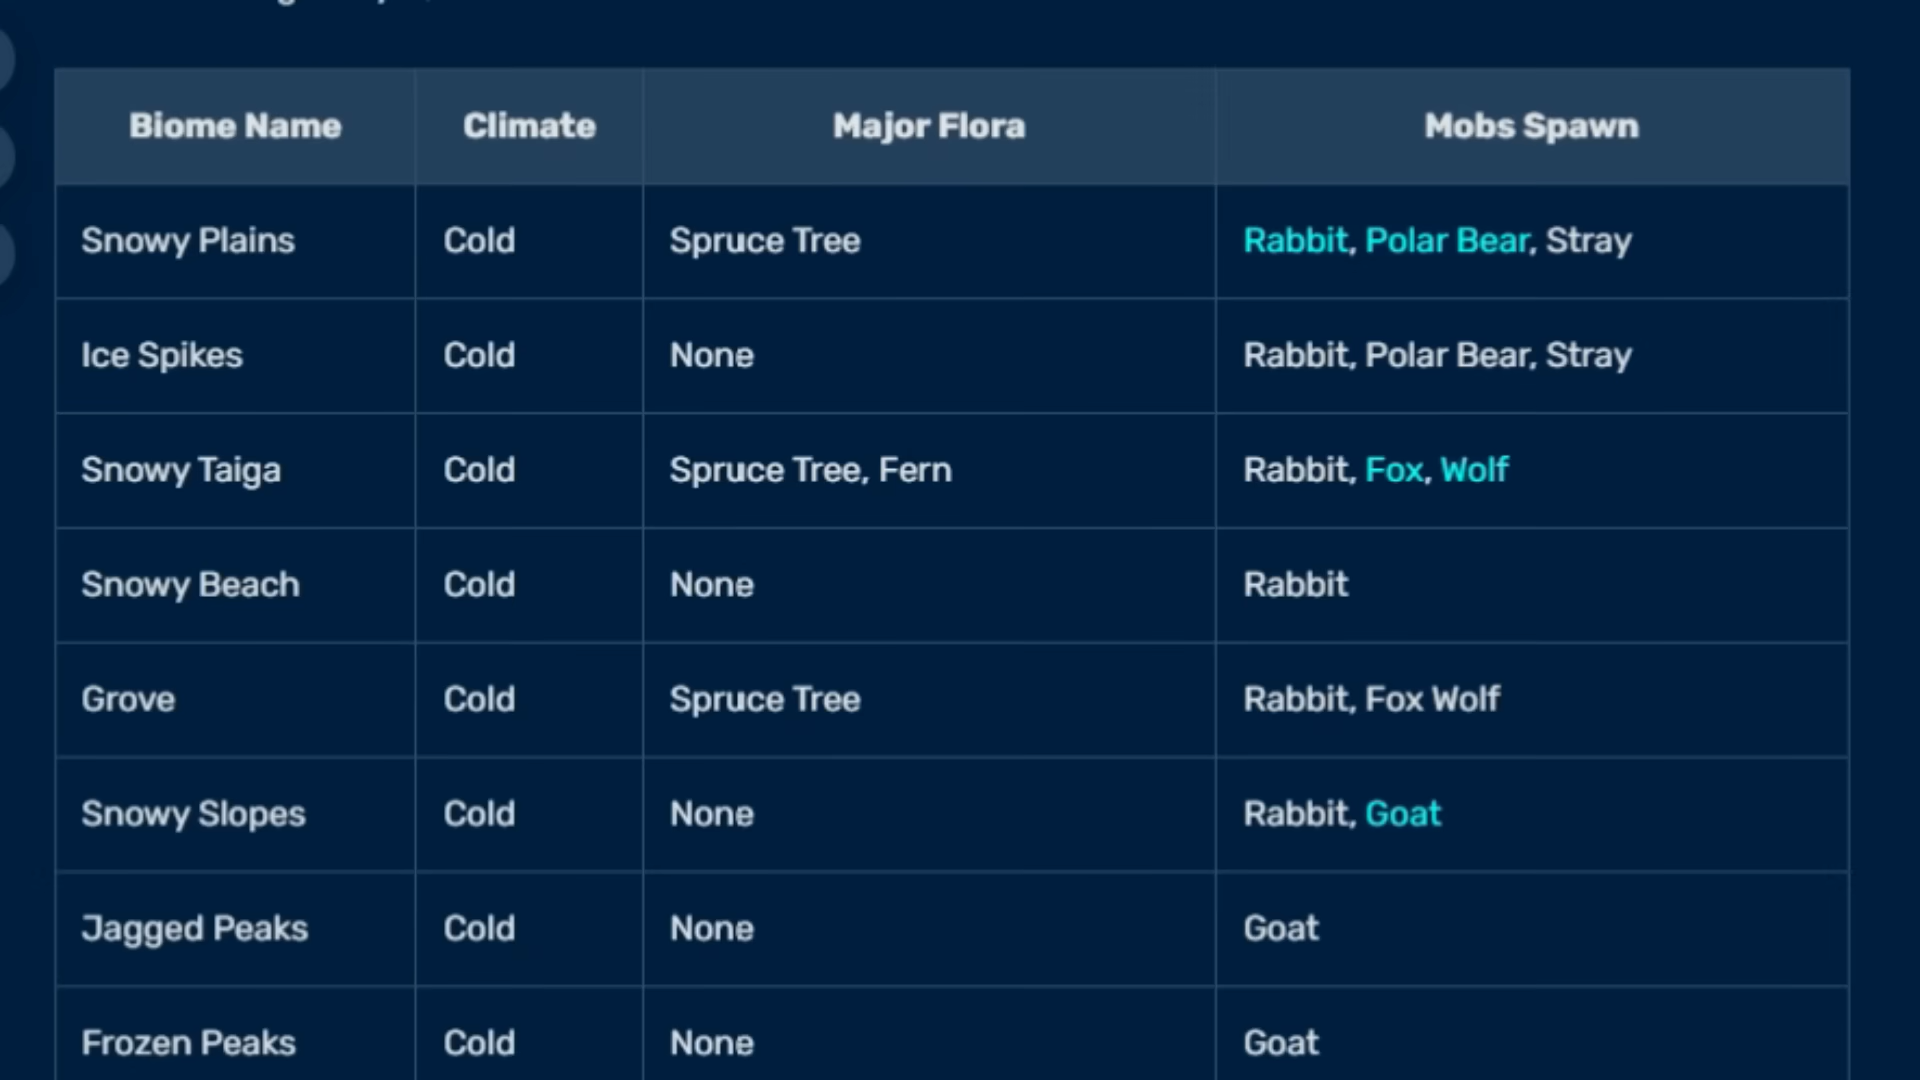 Biome Name Climate Major Flora Mobs Spawn
Snowy Plains Cold Spruce Tree Rabbit, Polar Bear, Stray
Ice Spikes Cold None Rabbit, Polar Bear, Stray
Snowy Taiga Cold Spruce Tree, Fern Rabbit, Fox, Wolf
Snowy Beach Cold None Rabbit
Grove Cold Spruce Tree Rabbit, Fox Wolf
Snowy Slopes Cold None Rabbit, Goat
Jagged Peaks Cold None Goat
Frozen Peaks Cold None Goat